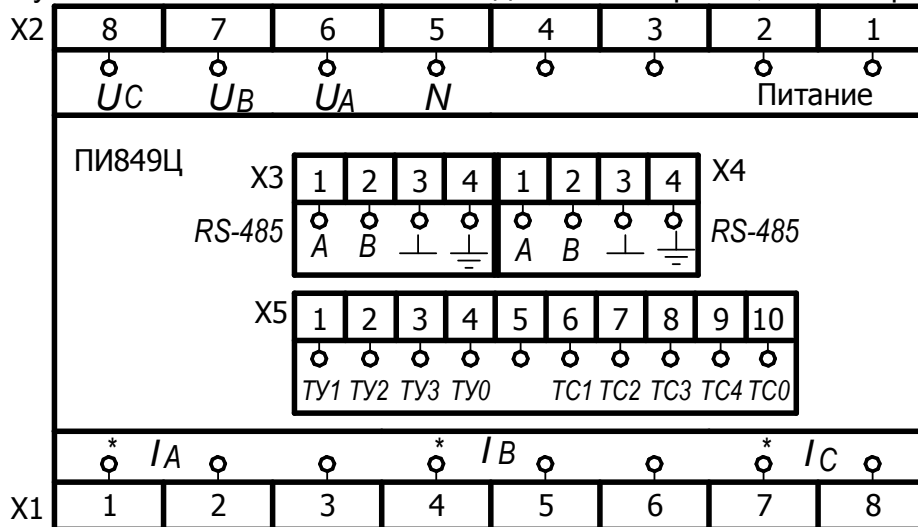 X2 8 7 6 5 4 3 2 1
UC UB UA N Питание
ПИ849Ц
X3 1 2 3 4 1 2 3 4 X4
RS-485 A B A B RS-485
X5 1 2 3 4 5 6 7 8 9 10
ТУ1 ТУ2 ТУ3 ТУ0 ТС1 ТС2 ТС3 ТС4 ТС0
* IA * IB * IC
X1 1 2 3 4 5 6 7 8